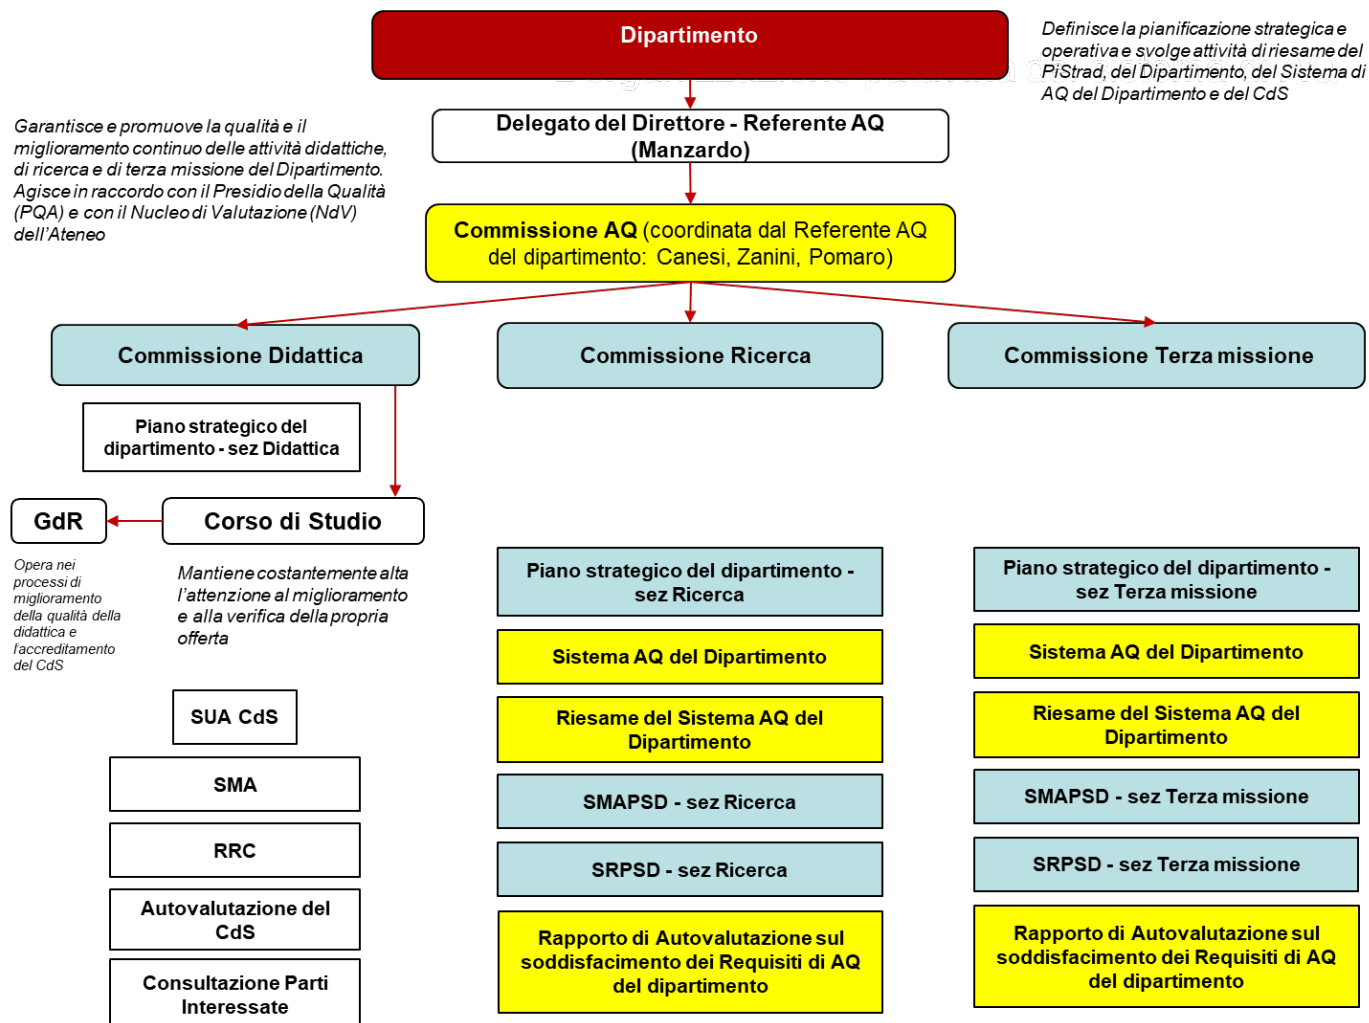 Dipartimento
Definisce la pianificazione strategica e
operativa e svolge attività di riesame del
PiStrad, del Dipartimento, del Sistema di
AQ del Dipartimento e del CdS
Delegato del Direttore - Referente AQ
(Manzardo)
Garantisce e promuove la qualità e il
miglioramento continuo delle attività didattiche,
di ricerca e di terza missione del Dipartimento.
Agisce in raccordo con il Presidio della Qualità
(PQA) e con il Nucleo di Valutazione (NdV)
dell'Ateneo
Commissione AQ (coordinata dal Referente AQ
del dipartimento: Canesi, Zanini, Pomaro)
Commissione Didattica
Commissione Ricerca
Commissione Terza missione
Piano strategico del
dipartimento - sez Didattica
GdR
Corso di Studio
Opera nei
processi di
miglioramento
della qualità della
didattica e
l'accreditamento
del CdS
Mantiene costantemente alta
l'attenzione al miglioramento
e alla verifica della propria
offerta
SUA CdS
SMA
RRC
Autovalutazione del
CdS
Consultazione Parti
Interessate
Piano strategico del dipartimento -
sez Ricerca
Sistema AQ del Dipartimento
Riesame del Sistema AQ del
Dipartimento
SMAPSD - sez Ricerca
SRPSD - sez Ricerca
Rapporto di Autovalutazione sul
soddisfacimento dei Requisiti di AQ
del dipartimento
Piano strategico del dipartimento -
sez Terza missione
Sistema AQ del Dipartimento
Riesame del Sistema AQ del
Dipartimento
SMAPSD - sez Terza missione
SRPSD - sez Terza missione
Rapporto di Autovalutazione sul
soddisfacimento dei Requisiti di AQ
del dipartimento